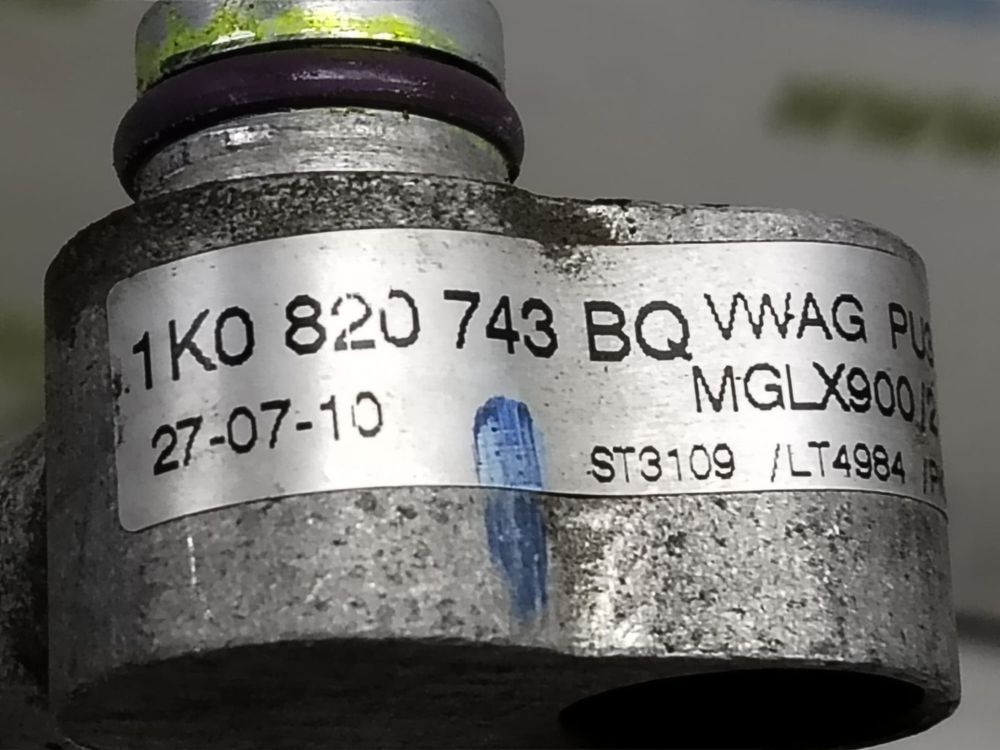 1K0 820 743 BQ VWAG
MGLX900
27-07-10
ST3109 /LT4984